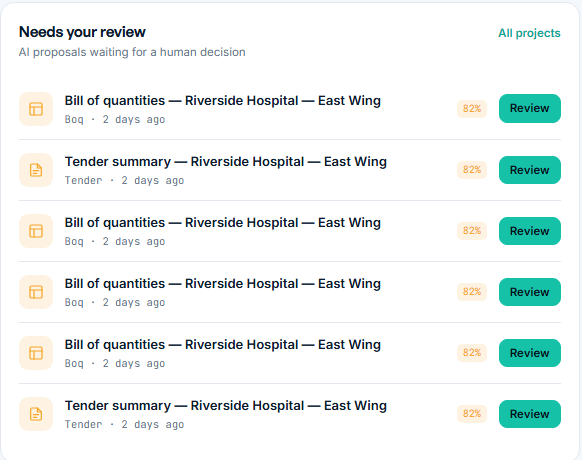 Needs your review
All projects
AI proposals waiting for a human decision
Bill of quantities — Riverside Hospital — East Wing
Boq · 2 days ago
82%
Review
Tender summary — Riverside Hospital — East Wing
Tender · 2 days ago
82%
Review
Bill of quantities — Riverside Hospital — East Wing
Boq · 2 days ago
82%
Review
Bill of quantities — Riverside Hospital — East Wing
Boq · 2 days ago
82%
Review
Bill of quantities — Riverside Hospital — East Wing
Boq · 2 days ago
82%
Review
Tender summary — Riverside Hospital — East Wing
Tender · 2 days ago
82%
Review